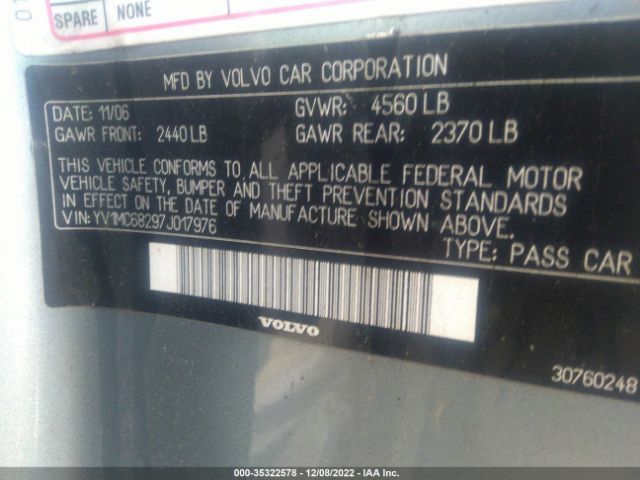 01
SPARE NONE
MFD BY VOLVO CAR CORPORATION
DATE: 11/06 GVWR: 4560 LB
GAWR FRONT: 2440 LB GAWR REAR: 2370 LB
THIS VEHICLE CONFORMS TO ALL APPLICABLE FEDERAL MOTOR
VEHICLE SAFETY, BUMPER AND THEFT PREVENTION STANDARDS
IN EFFECT ON THE DATE OF MANUFACTURE SHOWN ABOVE.
VIN: YV1MC68297J017976
TYPE: PASS CAR
VOLVO
30760248
000-35322578 - 12/08/2022 - IAA Inc.